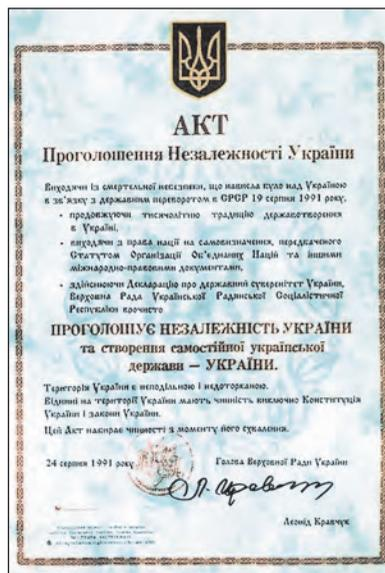 АКТ
Проголошення Незалежності України
Виходячи із смертельної небезпеки, що нависла було над Україною
в зв'язку з державним переворотом в СРСР 19 серпня 1991 року,
• продовжуючи тисячолітню традицію державотворення
в Україні,
• виходячи з права нації на самовизначення, передбаченого
Статутом Організації Об'єднаних Націй та іншими
міжнародно-правовими документами,
• здійснюючи Декларацію про державний суверенітет України,
Верховна Рада Української Радянської Соціалістичної
Республіки врочисто
ПРОГОЛОШУЄ НЕЗАЛЕЖНІСТЬ УКРАЇНИ
та створення самостійної української
держави — УКРАЇНИ.
Територія України є неподільною і недоторканою.
Віднині на території України мають чинність виключно Конституція
України і закони України.
Цей Акт набирає чинності з моменту його схвалення.
24 серпня 1991 року
Голова Верховної Ради України
Леонід Кравчук